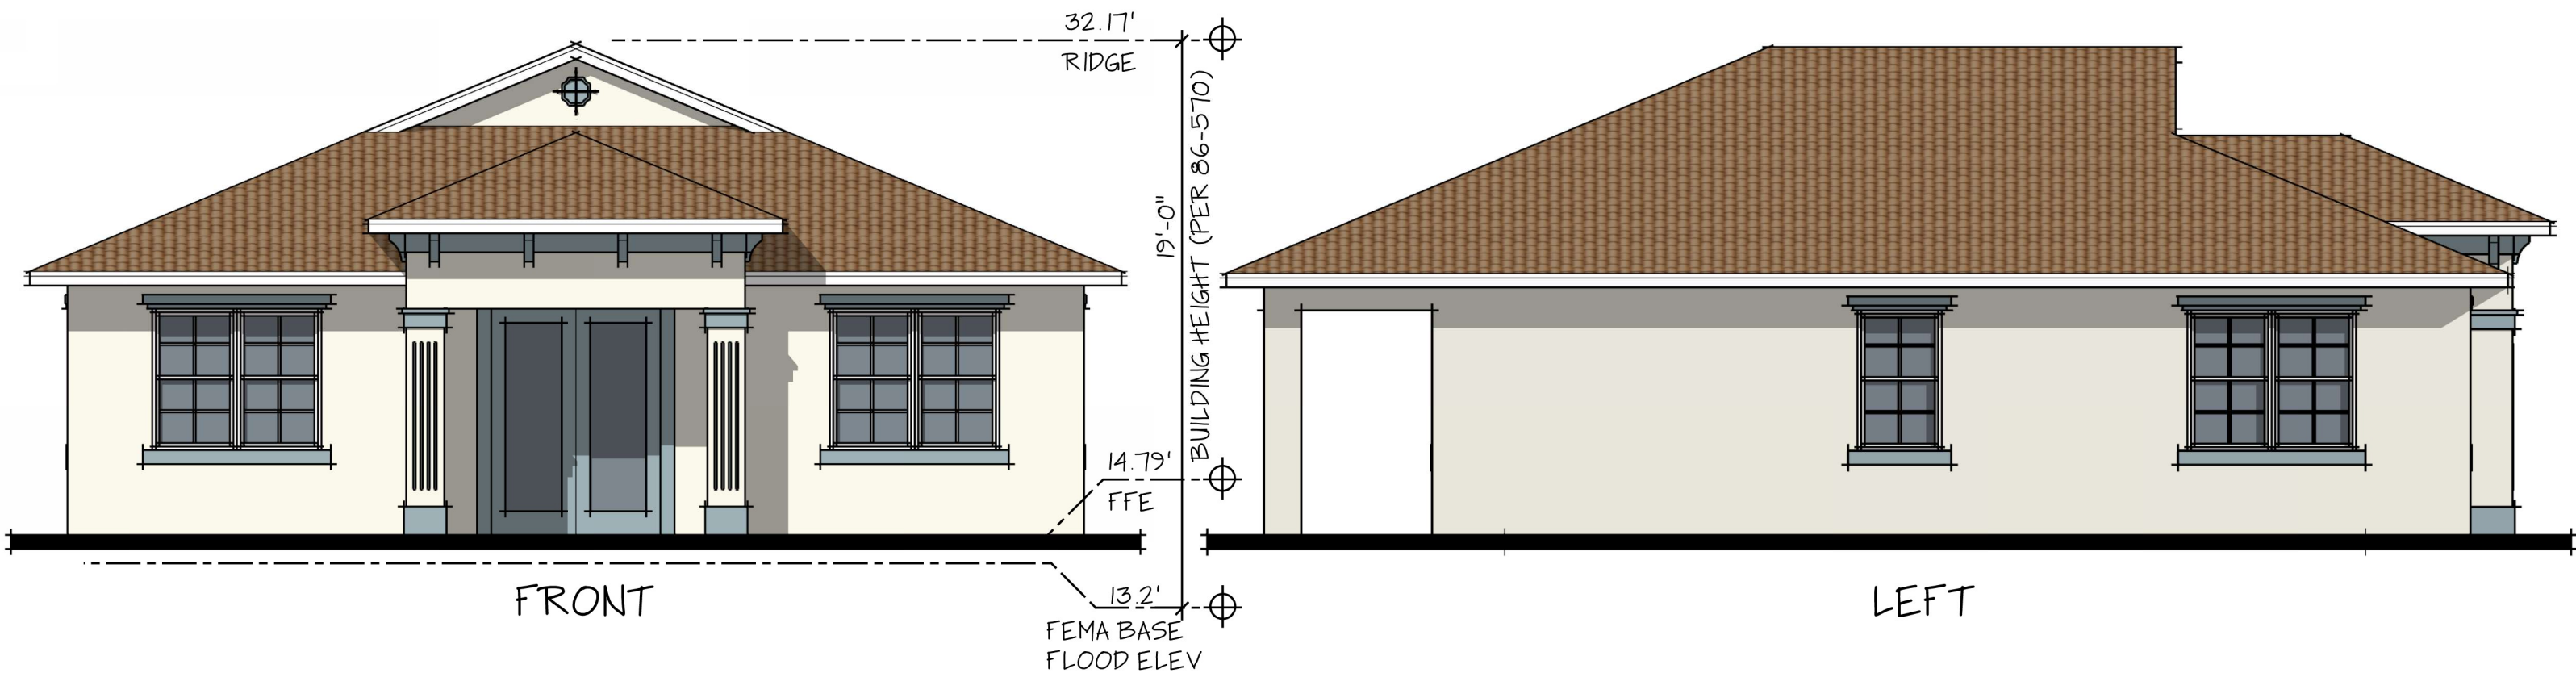 32.17'
RIDGE
19'-0"
BUILDING HEIGHT (PER 86-570)
14.79'
FFE
13.2'
FEMA BASE
FLOOD ELEV
FRONT
LEFT